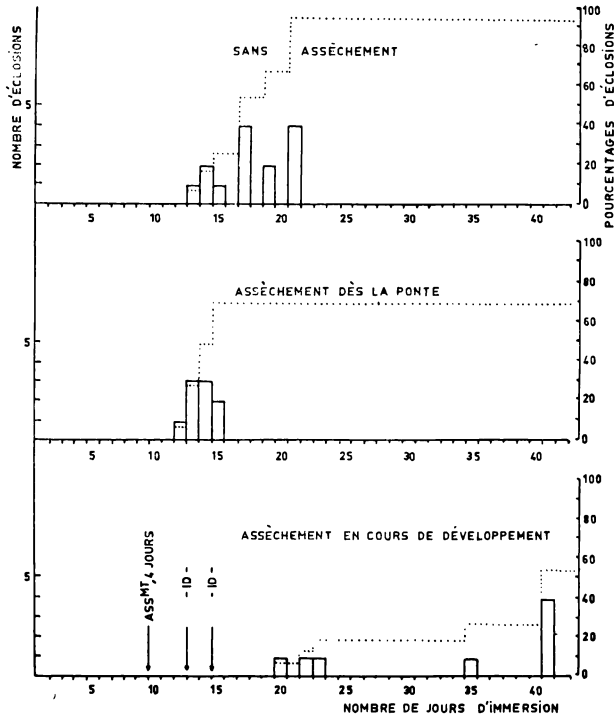 NOMBRE D'ÉCLOSIONS
5
SANS ASSÈCHEMENT
100
80
60
40
20
0
POURCENTAGES D'ÉCLOSIONS
5 10 15 20 25 30 35 40
5
ASSÈCHEMENT DÈS LA PONTE
100
80
60
40
20
0
5 10 15 20 25 30 35 40
5
ASSMT, 4 JOURS
- ID -
- ID -
ASSÈCHEMENT EN COURS DE DÉVELOPPEMENT
100
80
60
40
20
0
5 10 15 20 25 30 35 40
NOMBRE DE JOURS D'IMMERSION